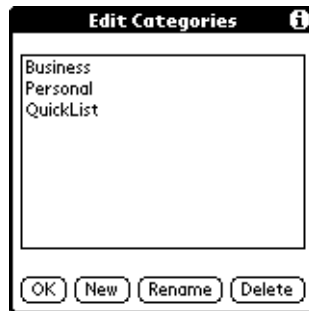 Edit Categories i
Business
Personal
QuickList
OK New Rename Delete